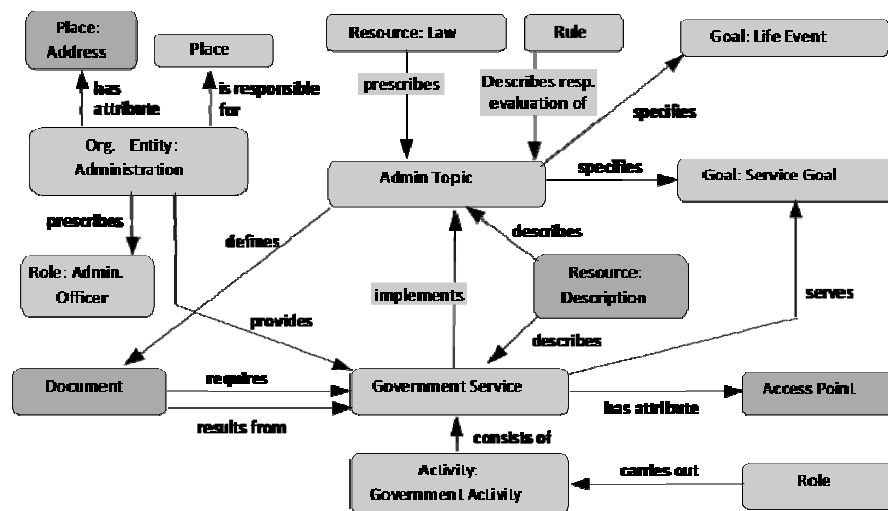 Place:
Address
Place
Resource: Law
Rule
Goal: Life Event
has
attribute
is responsible
for
prescribes
Describes resp.
evaluation of
specifies
Org. Entity:
Administration
Admin Topic
specifies
Goal: Service Goal
prescribes
defines
describes
Role: Admin.
Officer
Resource:
Description
implements
provides
describes
serves
Document
requires
Government Service
Access Point
results from
has attribute
consists of
Activity:
Government Activity
carries out
Role